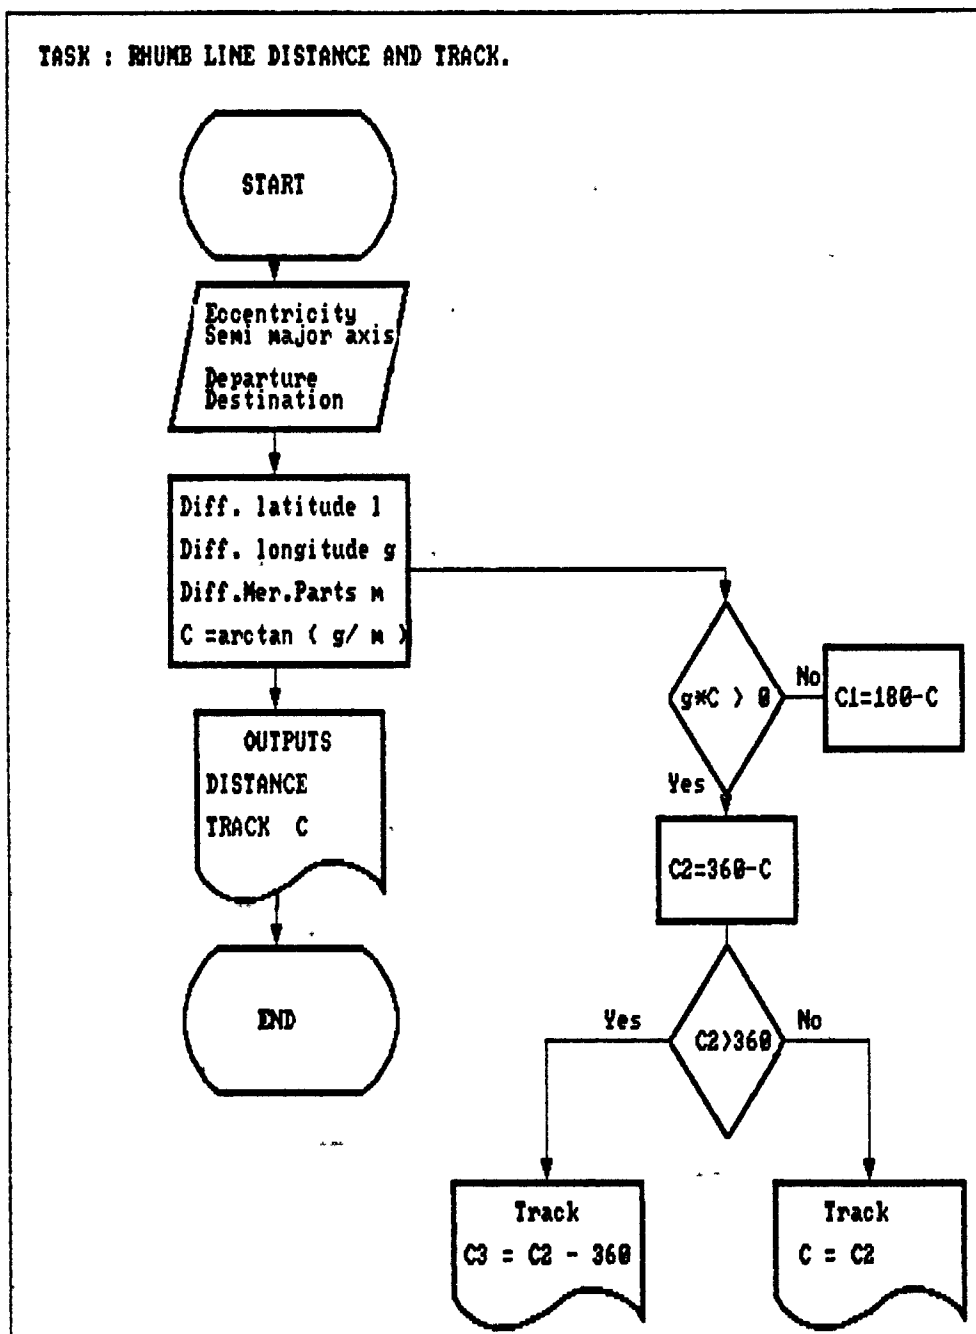 TASK : RHUMB LINE DISTANCE AND TRACK.
START
Eccentricity
Semi major axis
Departure
Destination
Diff. latitude l
Diff. longitude g
Diff.Mer.Parts m
C =arctan ( g/ m )
OUTPUTS
DISTANCE
TRACK C
END
g*C > 0
No
C1=180-C
Yes
C2=360-C
C2>360
Yes
No
Track
C3 = C2 - 360
Track
C = C2